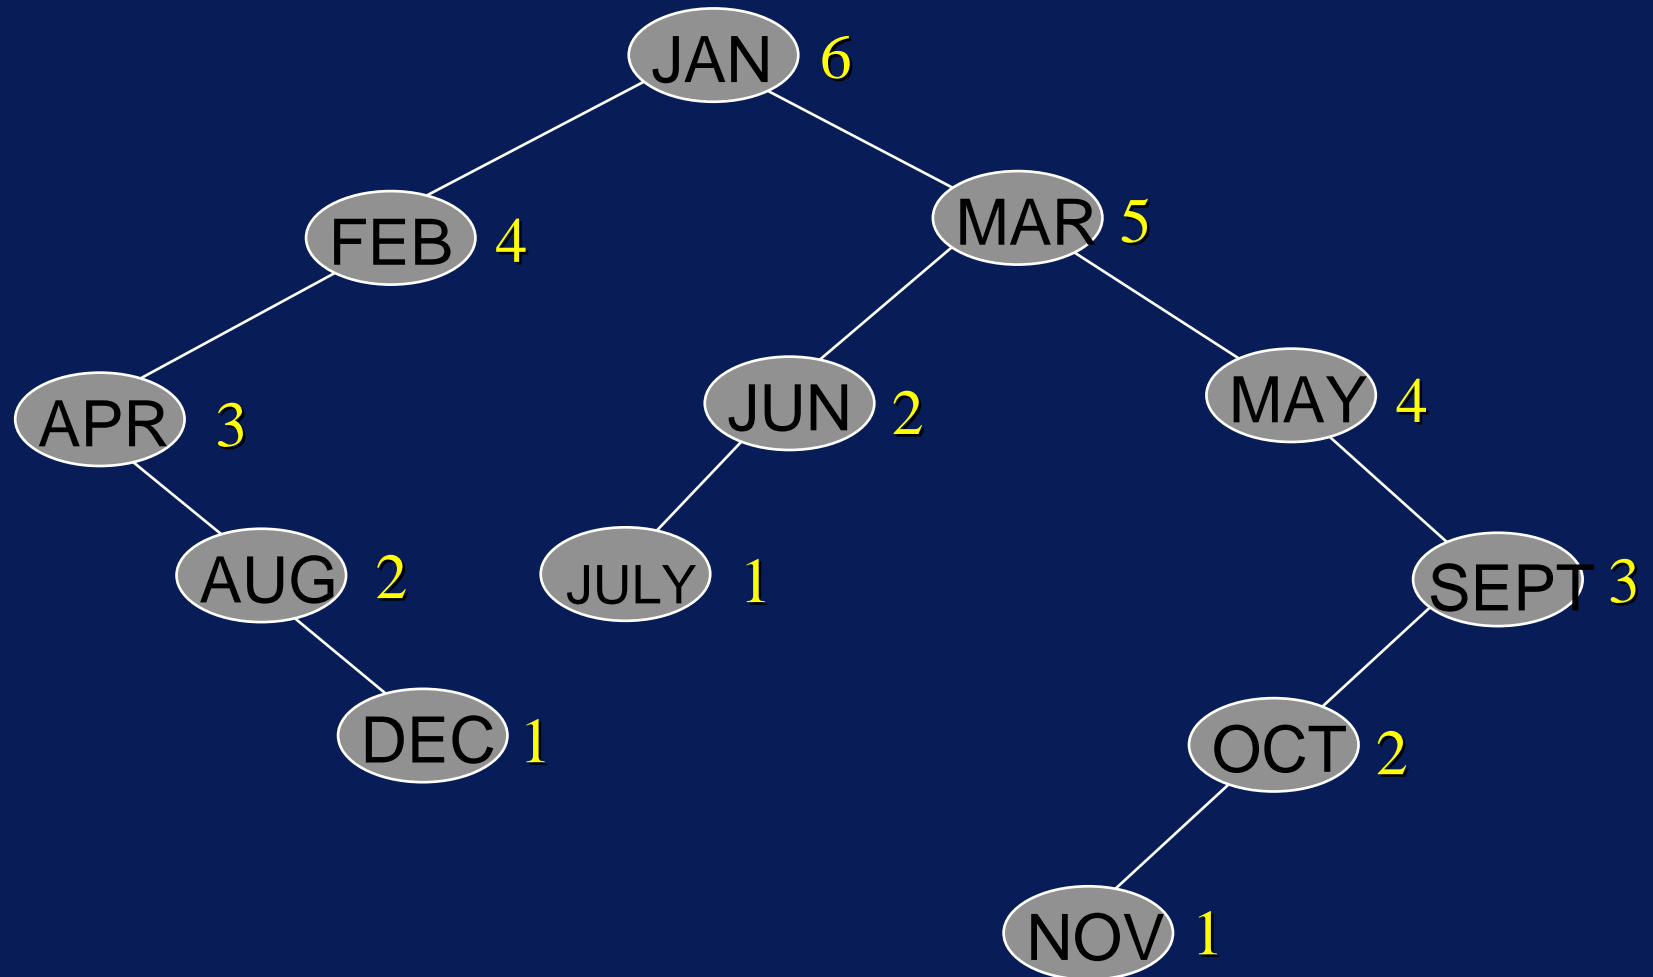 JAN 6
FEB 4
MAR 5
APR 3
JUN 2
MAY 4
AUG 2
JULY 1
SEPT 3
DEC 1
OCT 2
NOV 1